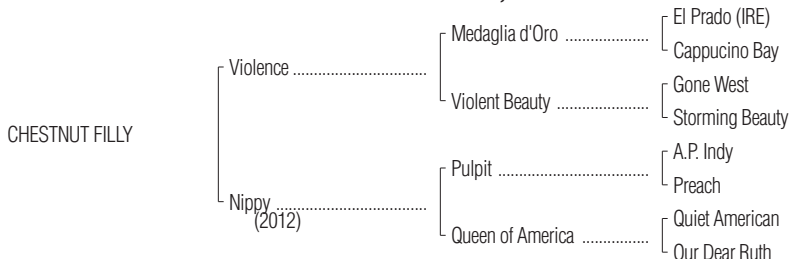 El Prado (IRE)
Medaglia d'Oro ..................
Cappucino Bay
Violence .............................
Gone West
Violent Beauty ...................
Storming Beauty
CHESTNUT FILLY
A.P. Indy
Pulpit ................................
Preach
Nippy ................................
(2012)
Quiet American
Queen of America ..............
Our Dear Ruth